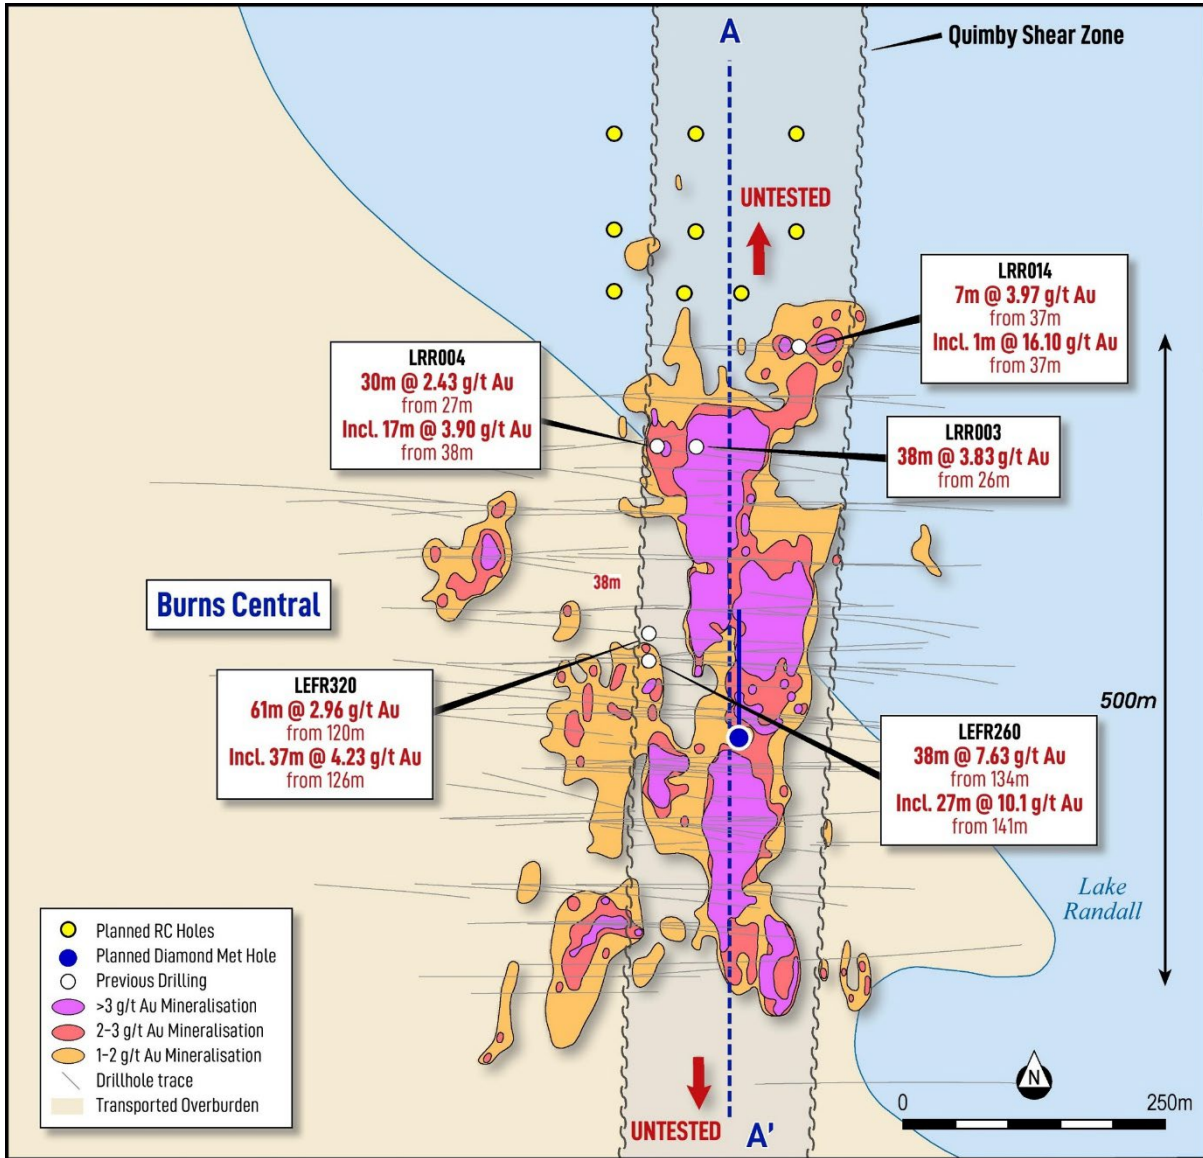 A
Quimby Shear Zone
UNTESTED
LRR014
7m @ 3.97 g/t Au
from 37m
Incl. 1m @ 16.10 g/t Au
from 37m
LRR004
30m @ 2.43 g/t Au
from 27m
Incl. 17m @ 3.90 g/t Au
from 38m
LRR003
38m @ 3.83 g/t Au
from 26m
38m
Burns Central
LEFR320
61m @ 2.96 g/t Au
from 120m
Incl. 37m @ 4.23 g/t Au
from 126m
500m
LEFR260
38m @ 7.63 g/t Au
from 134m
Incl. 27m @ 10.1 g/t Au
from 141m
Lake
Randall
Planned RC Holes
Planned Diamond Met Hole
Previous Drilling
>3 g/t Au Mineralisation
2-3 g/t Au Mineralisation
1-2 g/t Au Mineralisation
Drillhole trace
Transported Overburden
UNTESTED
A'
N
0
250m